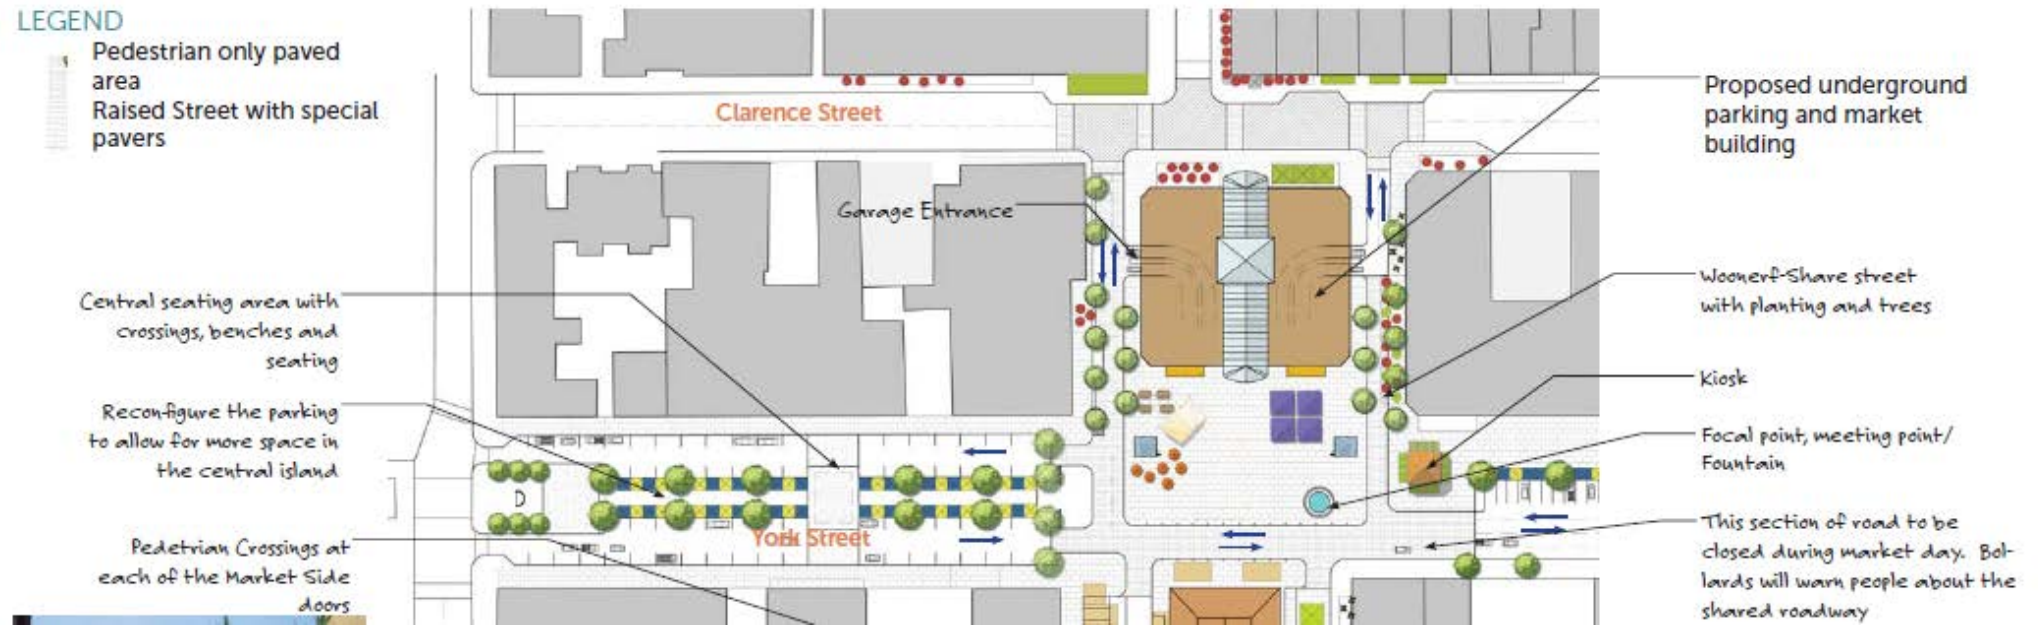 LEGEND
Pedestrian only paved
area
Raised Street with special
pavers
Clarence Street
Proposed underground
parking and market
building
Garage Entrance
Central seating area with
crossings, benches and
seating
Woonerf-Share street
with planting and trees
Kiosk
Reconfigure the parking
to allow for more space in
the central island
Focal point, meeting point/
Fountain
York Street
Pedetrian Crossings at
each of the Market Side
doors
This section of road to be
closed during market day. Bol-
lards will warn people about the
shared roadway